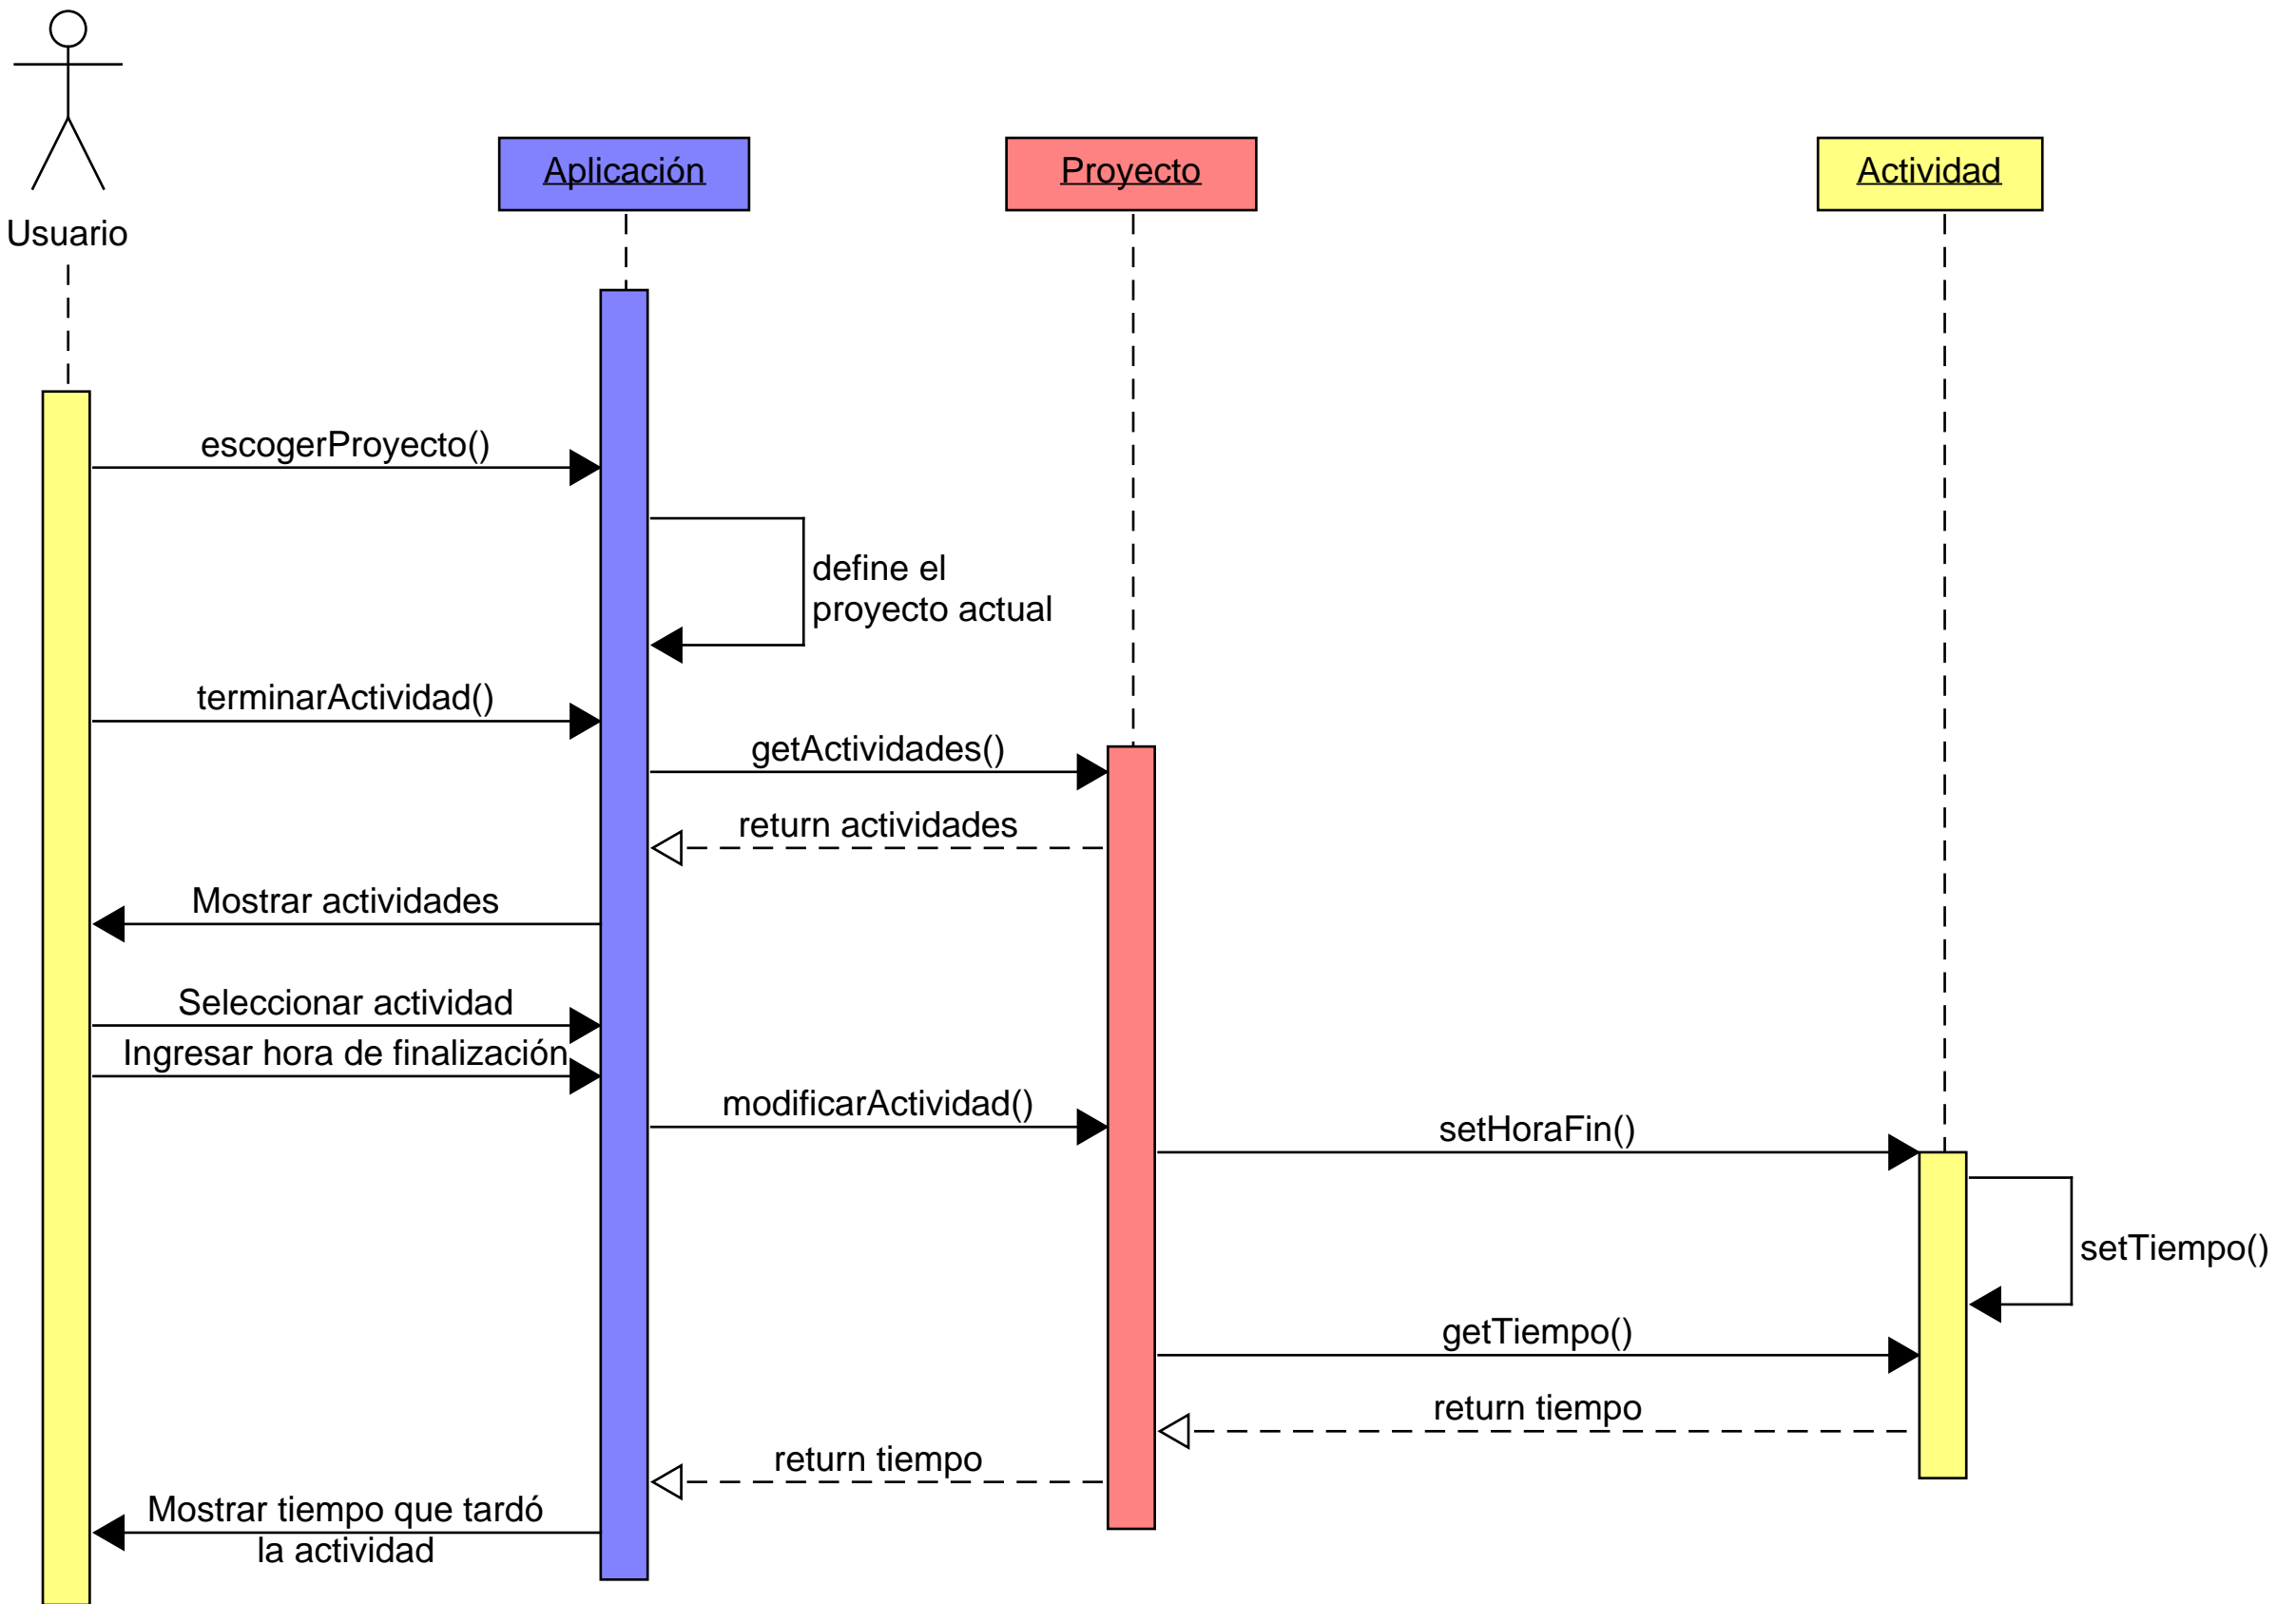 Usuario
Aplicación
Proyecto
Actividad
escogerProyecto()
define el
proyecto actual
terminarActividad()
getActividades()
return actividades
Mostrar actividades
Seleccionar actividad
Ingresar hora de finalización
modificarActividad()
setHoraFin()
setTiempo()
getTiempo()
return tiempo
return tiempo
Mostrar tiempo que tardó
la actividad